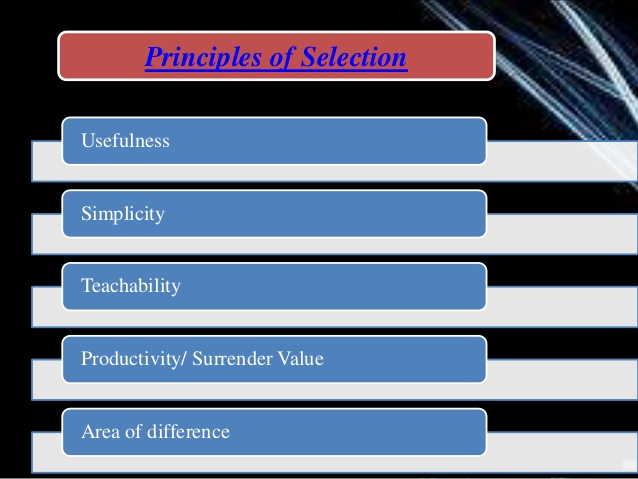 Principles of Selection
Usefulness
Simplicity
Teachability
Productivity/ Surrender Value
Area of difference